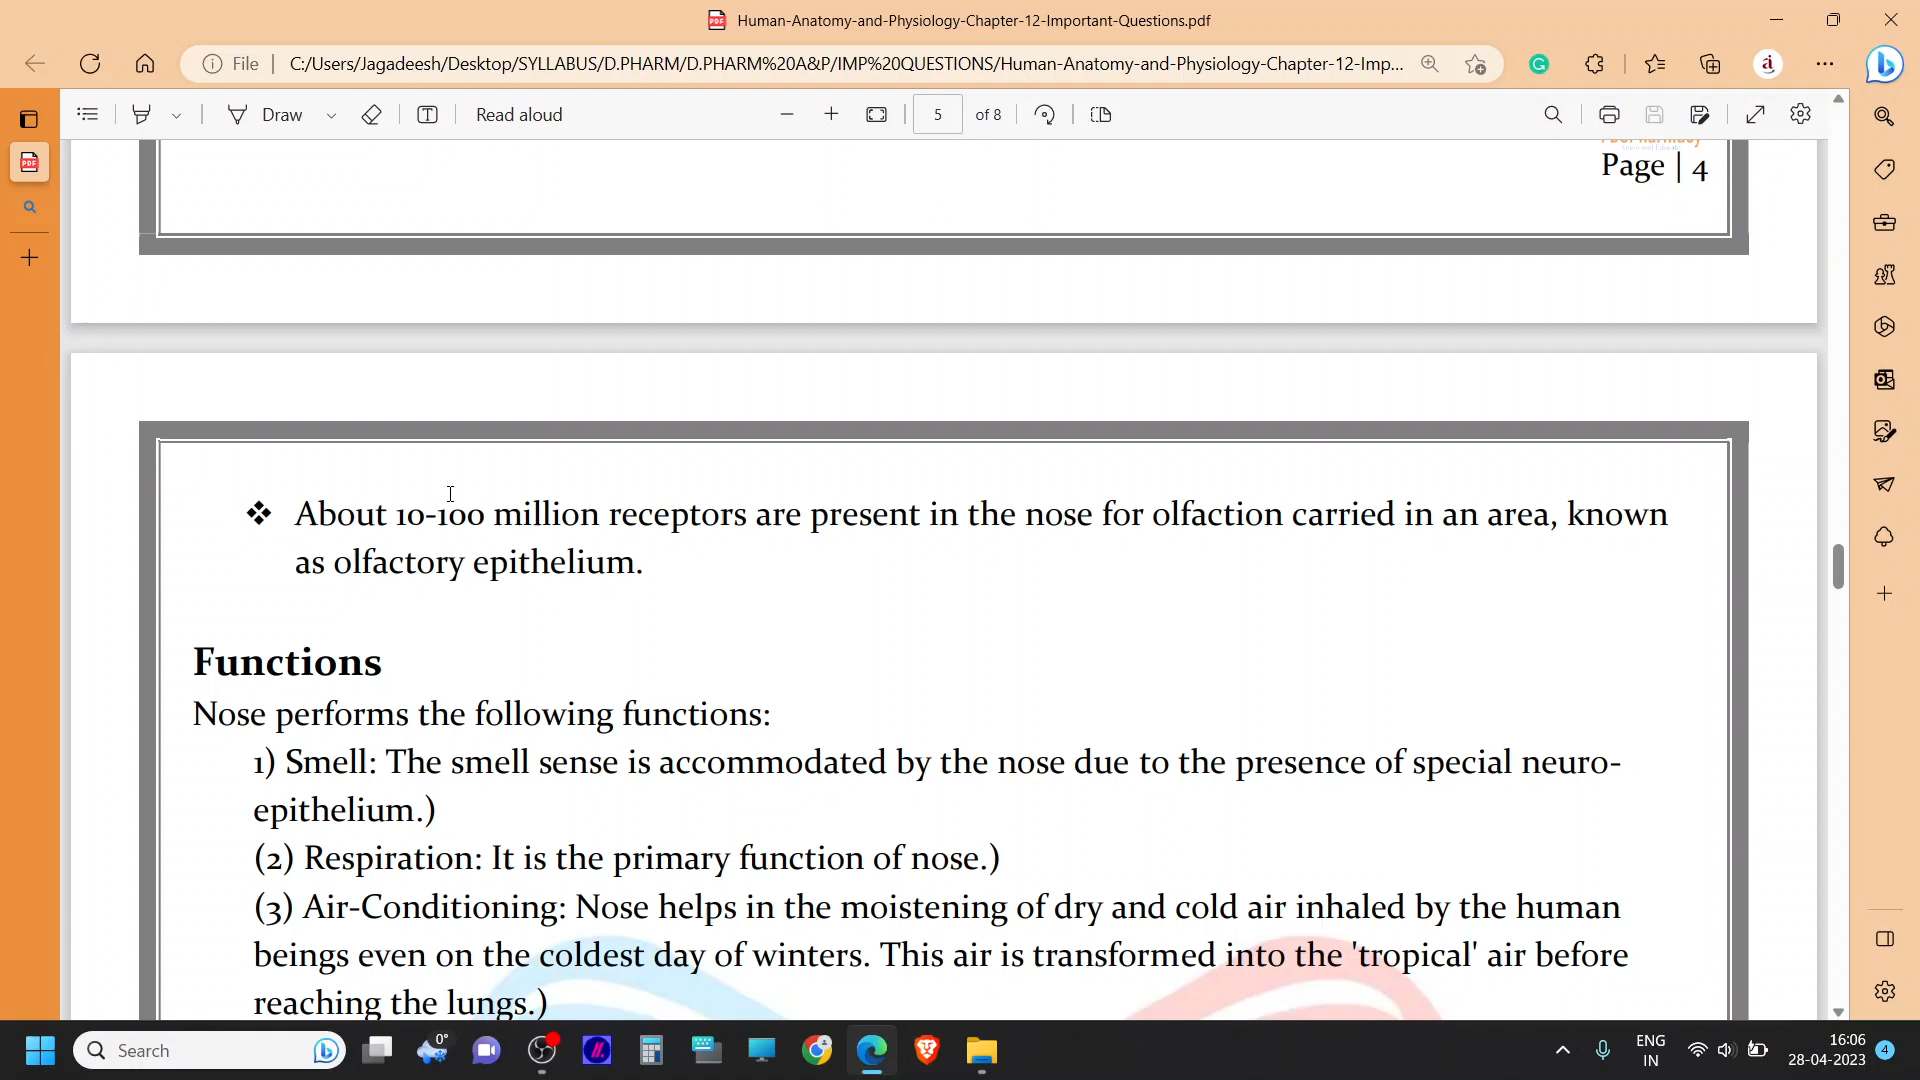 Human-Anatomy-and-Physiology-Chapter-12-Important-Questions.pdf
File
C:/Users/Jagadeesh/Desktop/SYLLABUS/D.PHARM/D.PHARM%20A&P/IMP%20QUESTIONS/Human-Anatomy-and-Physiology-Chapter-12-Imp...
Draw
Read aloud
5
of 8
Page | 4
❖ About 10-100 million receptors are present in the nose for olfaction carried in an area, known
as olfactory epithelium.
Functions
Nose performs the following functions:
1) Smell: The smell sense is accommodated by the nose due to the presence of special neuro-
epithelium.)
(2) Respiration: It is the primary function of nose.)
(3) Air-Conditioning: Nose helps in the moistening of dry and cold air inhaled by the human
beings even on the coldest day of winters. This air is transformed into the 'tropical' air before
reaching the lungs.)
Search
0°
ENG
IN
16:06
28-04-2023
4